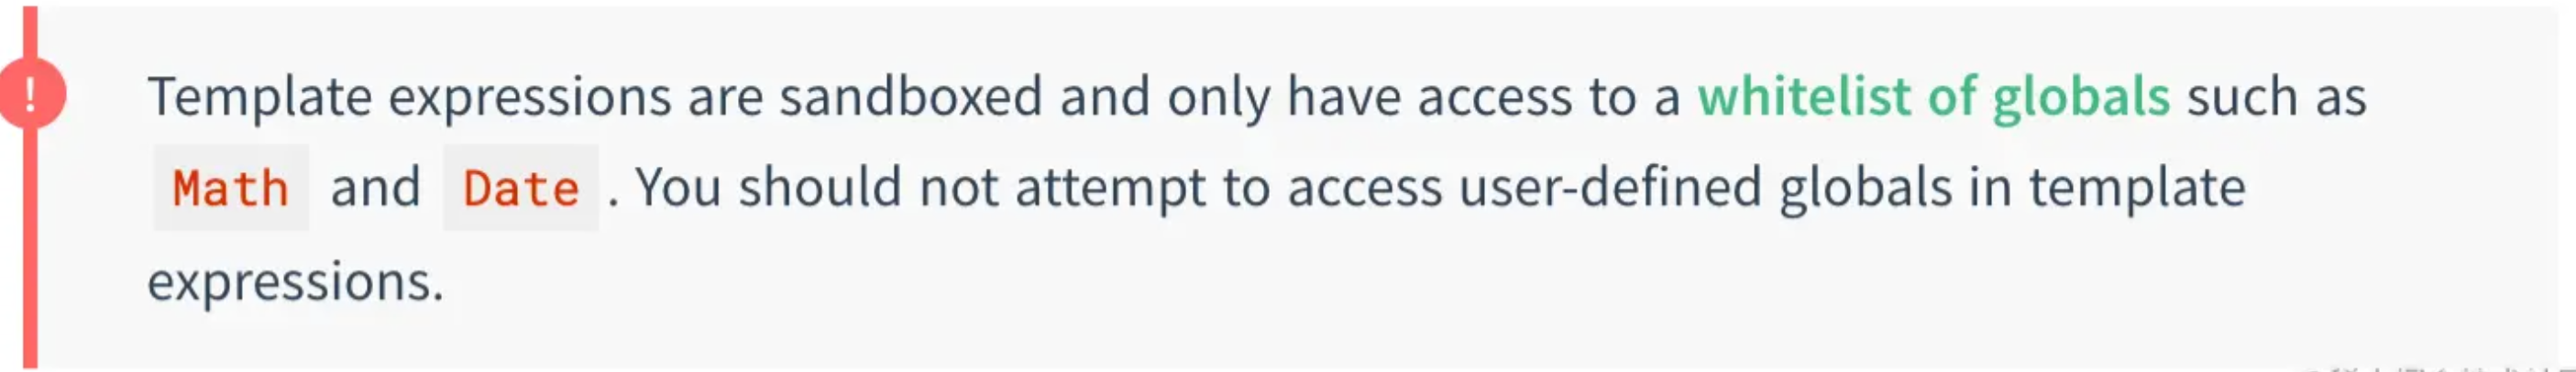 !
Template expressions are sandboxed and only have access to a whitelist of globals such as
Math and Date . You should not attempt to access user-defined globals in template
expressions.